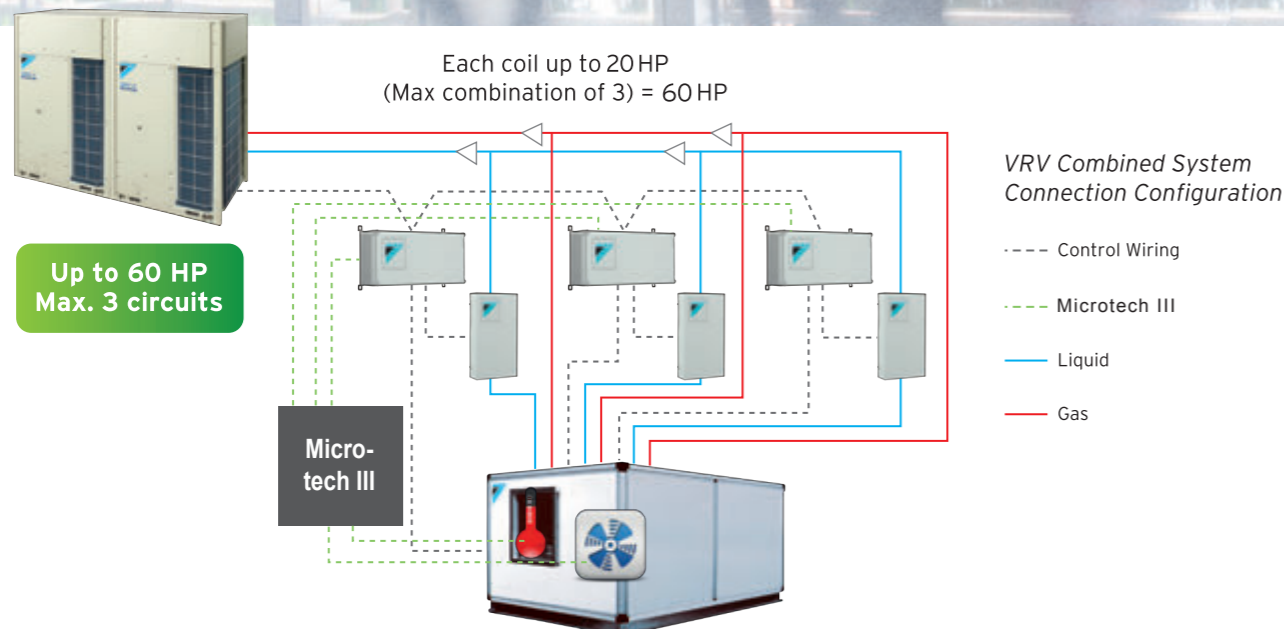 Each coil up to 20 HP
(Max combination of 3) = 60 HP
VRV Combined System
Connection Configuration
Control Wiring
Microtech III
Liquid
Gas
Up to 60 HP
Max. 3 circuits
Micro-
tech III